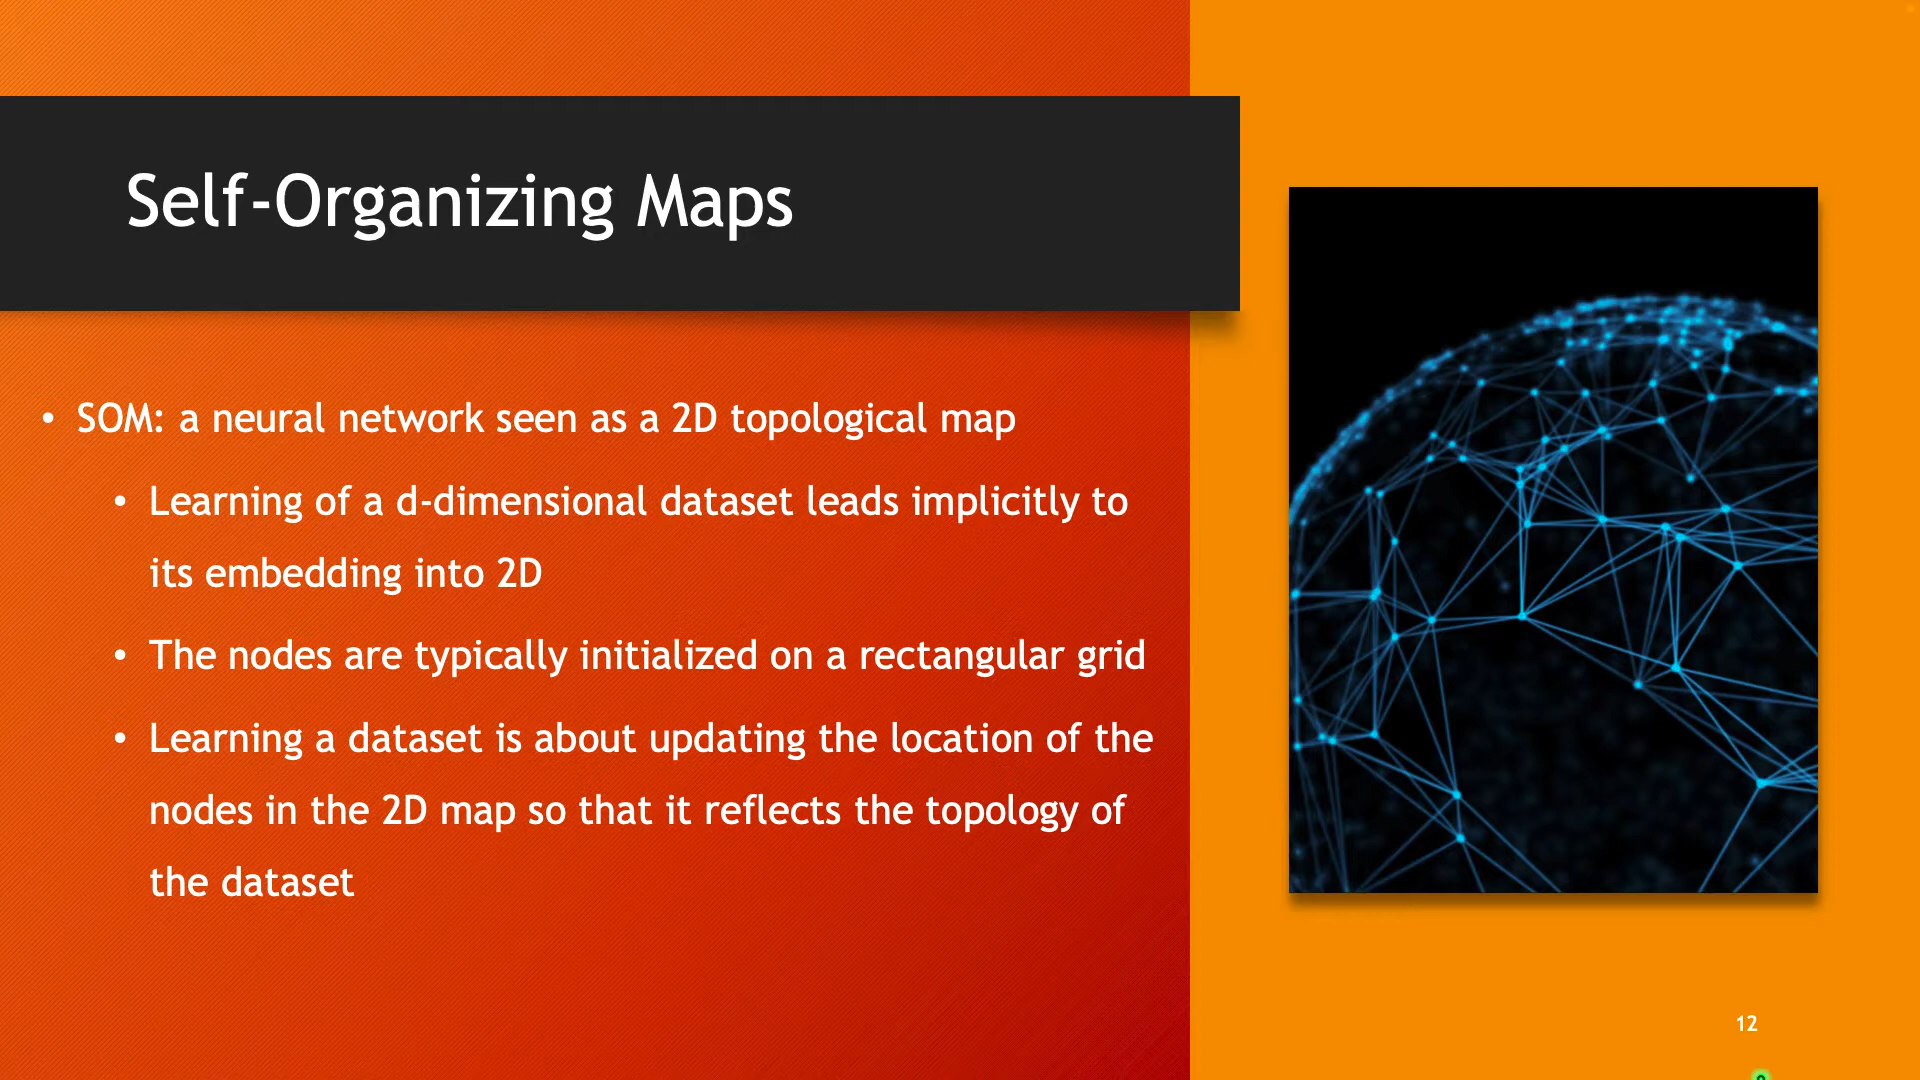 Self-Organizing Maps
• SOM: a neural network seen as a 2D topological map
• Learning of a d-dimensional dataset leads implicitly to
its embedding into 2D
• The nodes are typically initialized on a rectangular grid
• Learning a dataset is about updating the location of the
nodes in the 2D map so that it reflects the topology of
the dataset
12